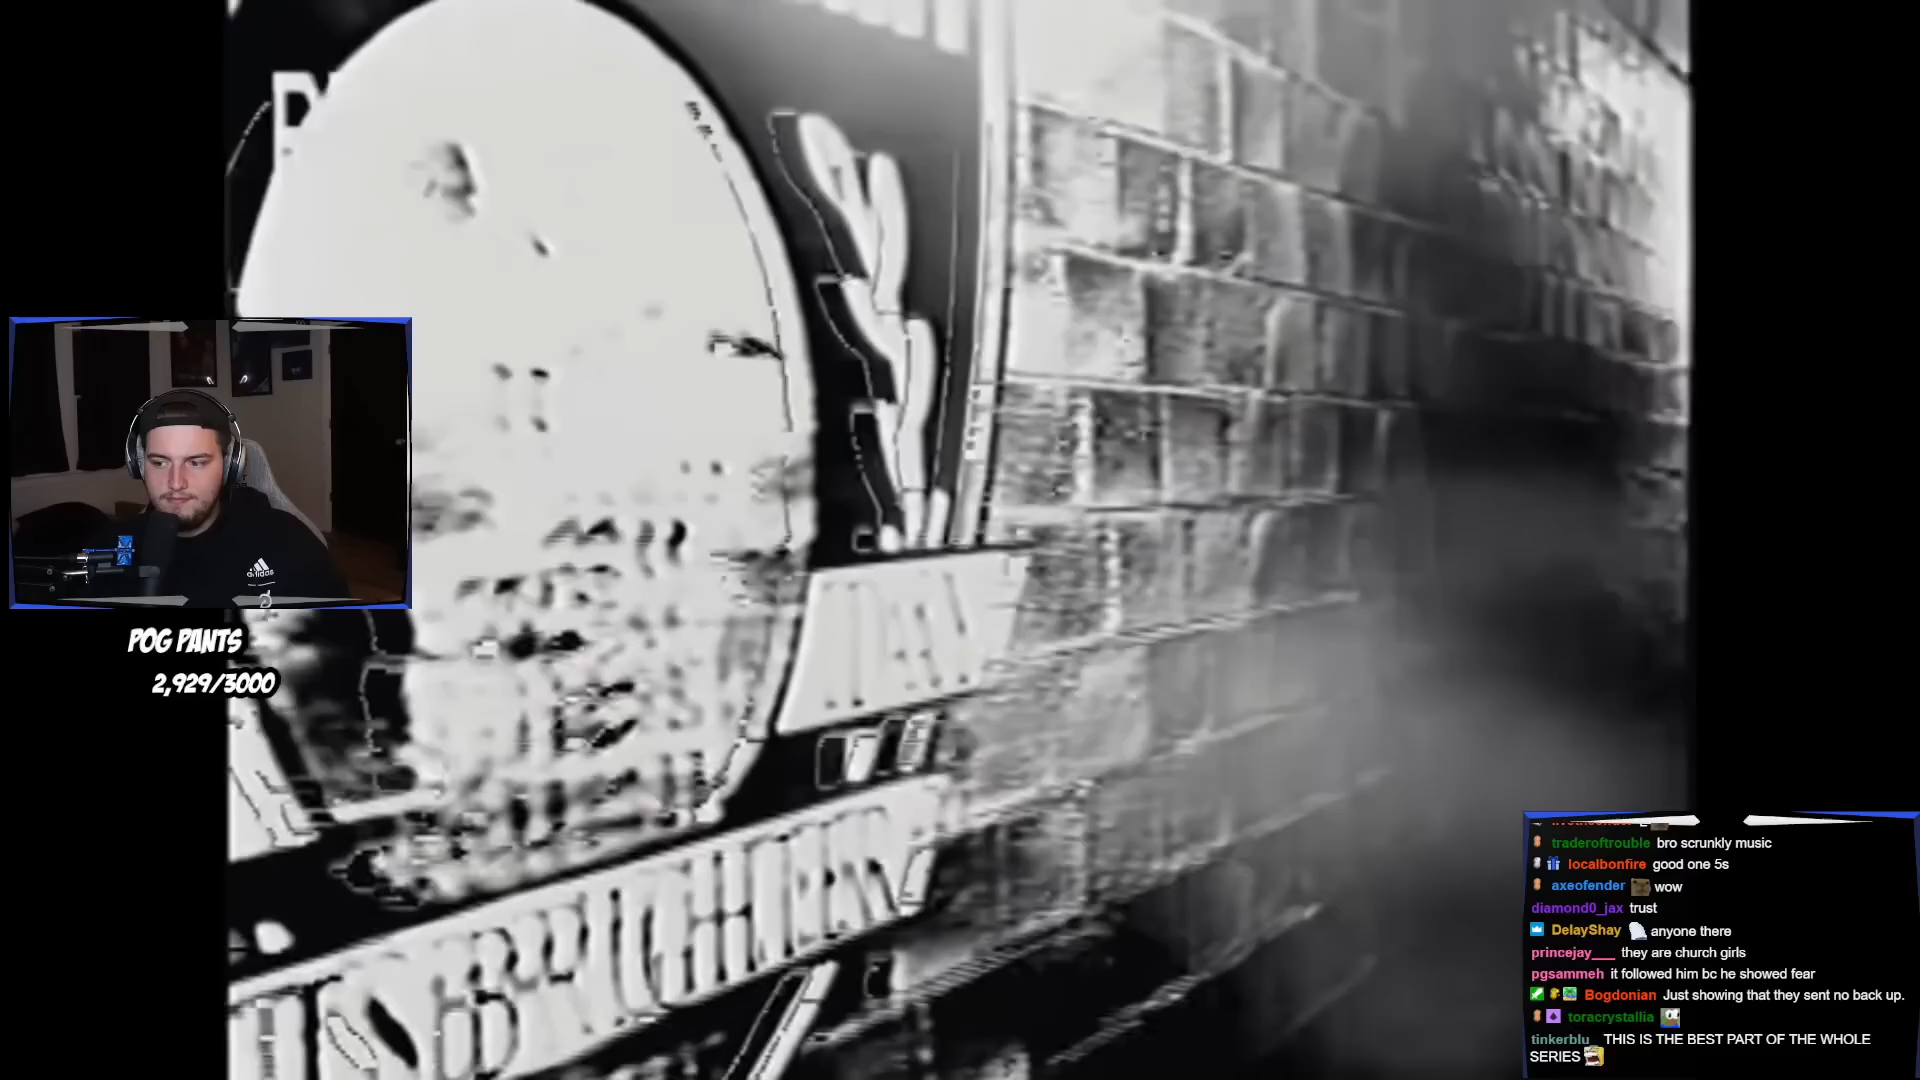 adidas
POG PANTS
2,929/3000
traderoftrouble bro scrunkly music
localbonfire good one 5s
axeofender wow
diamond0_jax trust
DelayShay anyone there
princejay___ they are church girls
pgsammeh it followed him bc he showed fear
Bogdonian Just showing that they sent no back up.
toracrystallia
tinkerblu_ THIS IS THE BEST PART OF THE WHOLE
SERIES